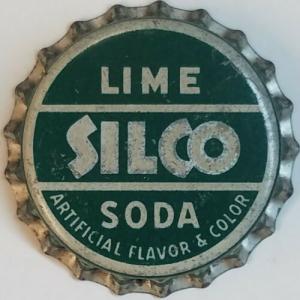 LIME
SILCO
SODA
ARTIFICIAL FLAVOR & COLOR